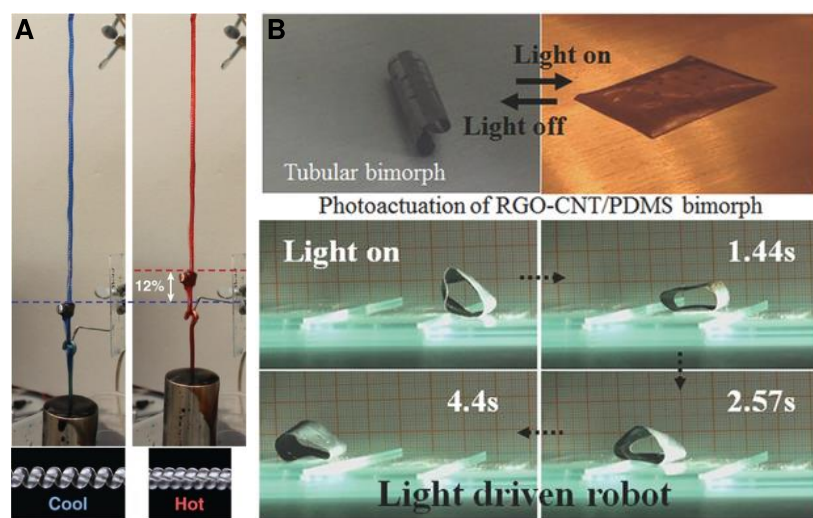 A
12%
Cool
Hot
B
Light on
Light off
Tubular bimorph
Photoactuation of RGO-CNT/PDMS bimorph
Light on
1.44s
4.4s
2.57s
Light driven robot